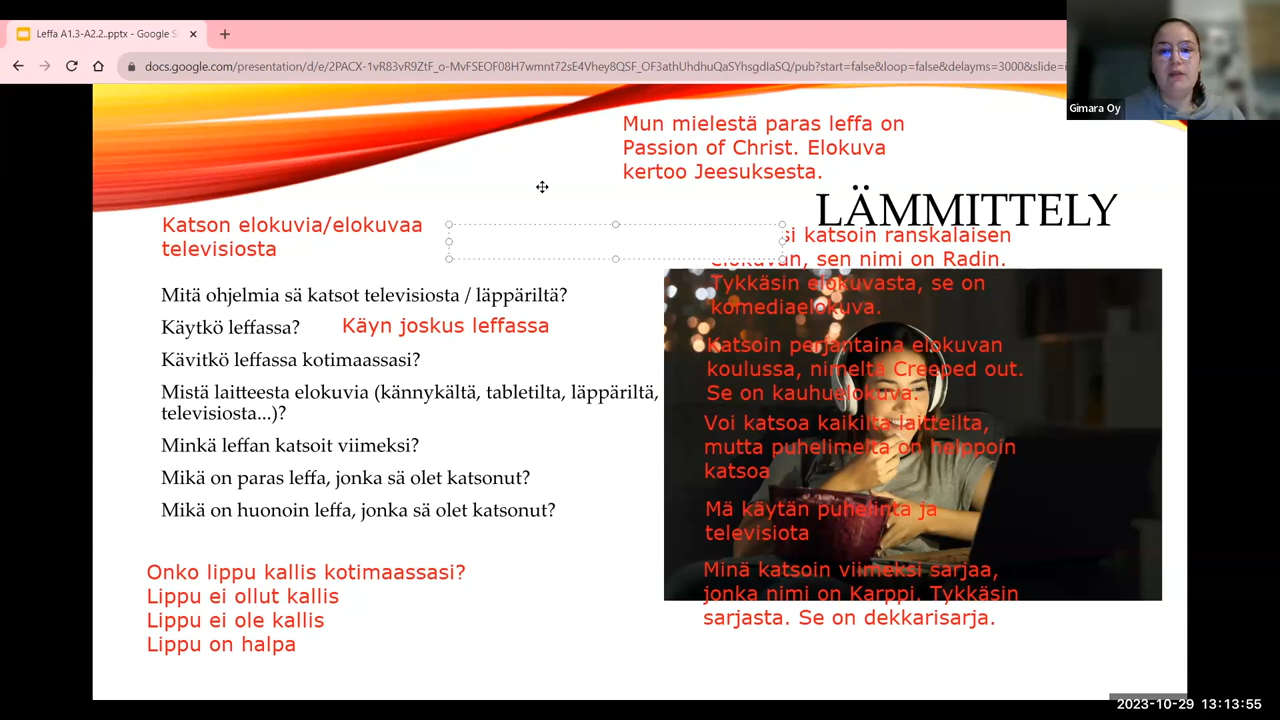 Leffa A1.3-A2.2..pptx - Google S
docs.google.com/presentation/d/e/2PACX-1vR83vR9ZtF_o-MvFSPOF08H7wmnt72sE4Vhey8QSF_OF3athUhdhuQaSYhsgdIaSQ/pub?start=false&loop=false&delayms=3000&slide=i
Gimara Oy
Mun mielestä paras leffa on
Passion of Christ. Elokuva
kertoo Jeesuksesta.
LÄMMITTELY
Katson elokuvia/elokuvaa
televisiosta
Mitä ohjelmia sä katsot televisiosta / läppäriltä?
Käytkö leffassa?
Käyn joskus leffassa
Kävitkö leffassa kotimaassasi?
Mistä laitteesta elokuvia (kännykältä, tabletilta, läppäriltä,
televisiosta...)?
Minkä leffan katsoit viimeksi?
Mikä on paras leffa, jonka sä olet katsonut?
Mikä on huonoin leffa, jonka sä olet katsonut?
Onko lippu kallis kotimaassasi?
Lippu ei ollut kallis
Lippu ei ole kallis
Lippu on halpa
katsoin ranskalaisen
elokuvan, sen nimi on Radin.
Tykkäsin elokuvasta, se on
komediaelokuva.
Katsoin perjantaina elokuvan
koulussa, nimeltä Creeped out.
Se on kauhuelokuva.
Voi katsoa kaikilta laitteilta,
mutta puhelimelta on helppoin
katsoa
Mä käytän puhelinta ja
televisiota
Minä katsoin viimeksi sarjaa,
jonka nimi on Karppi. Tykkäsin
sarjasta. Se on dekkarisarja.
2023-10-29 13:13:55